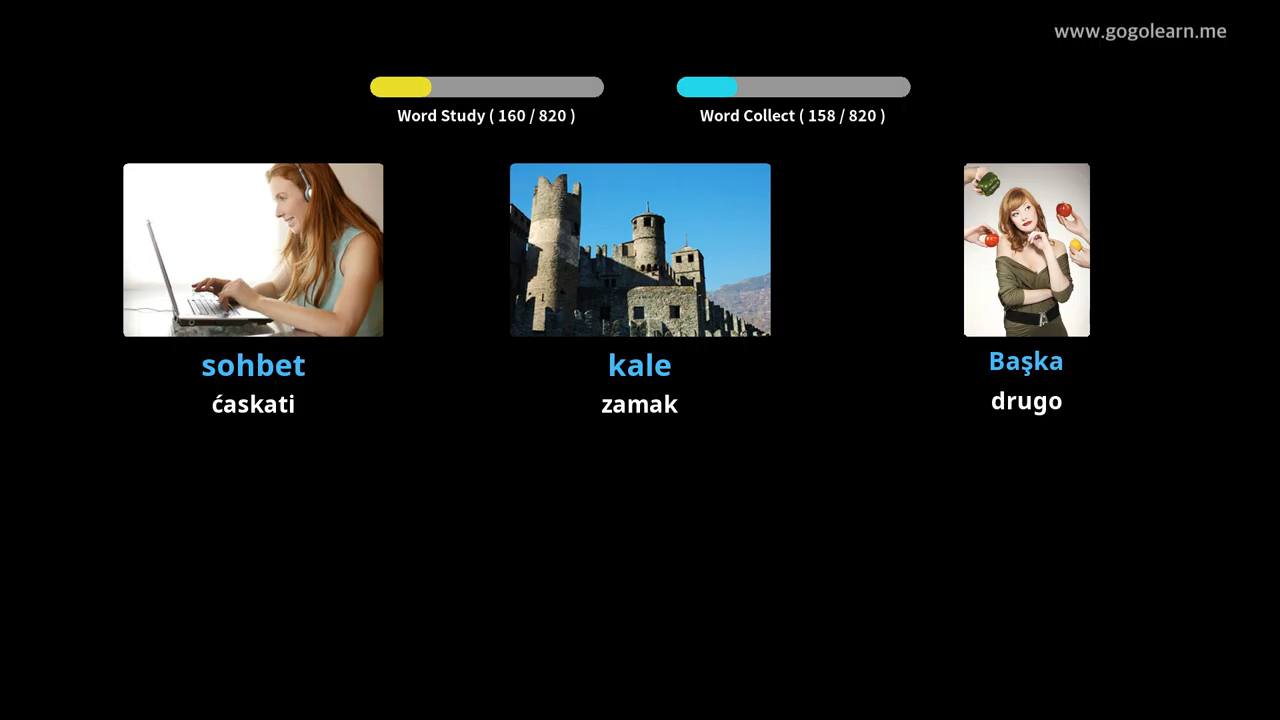 www.gogolearn.me
Word Study ( 160 / 820 )
Word Collect ( 158 / 820 )
sohbet
kale
Başka
ćaskati
zamak
drugo